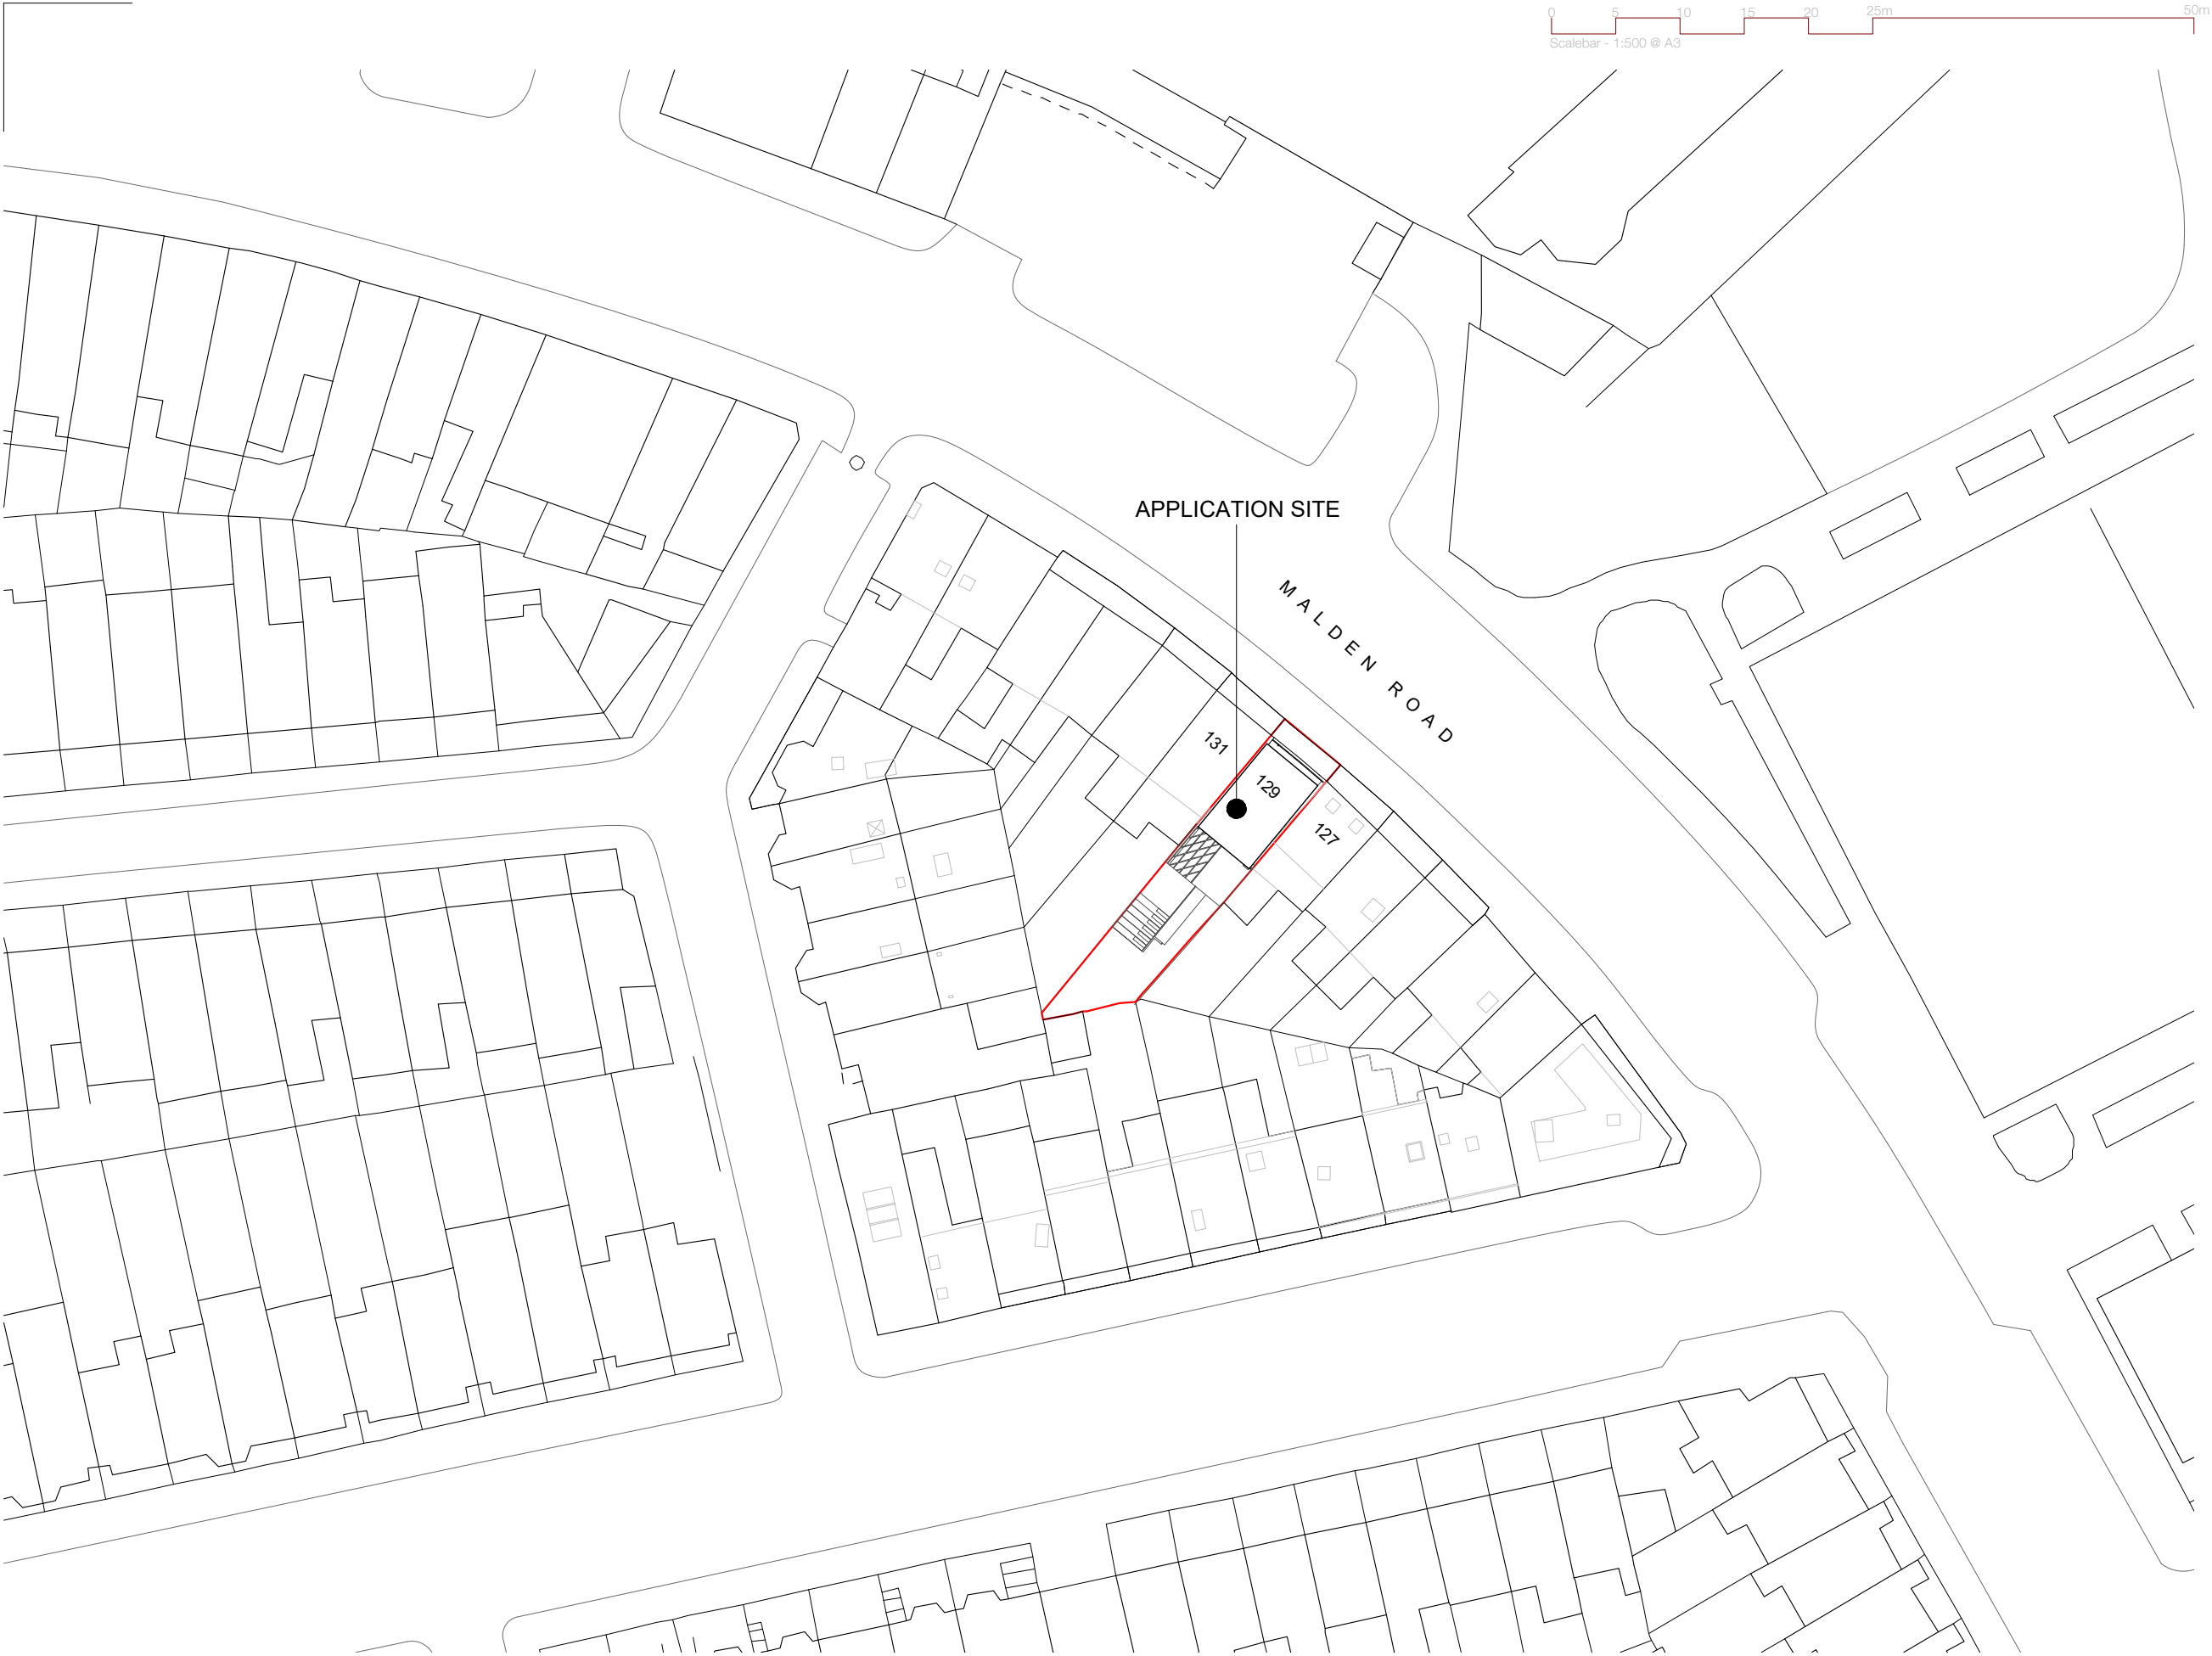 0 5 10 15 20 25m 50m
Scalebar - 1:500 @ A3
APPLICATION SITE
MALDEN ROAD
131
129
127